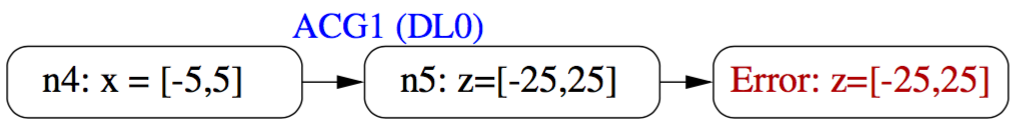 ACG1 (DL0)
n4: x = [-5,5]
n5: z=[-25,25]
Error: z=[-25,25]